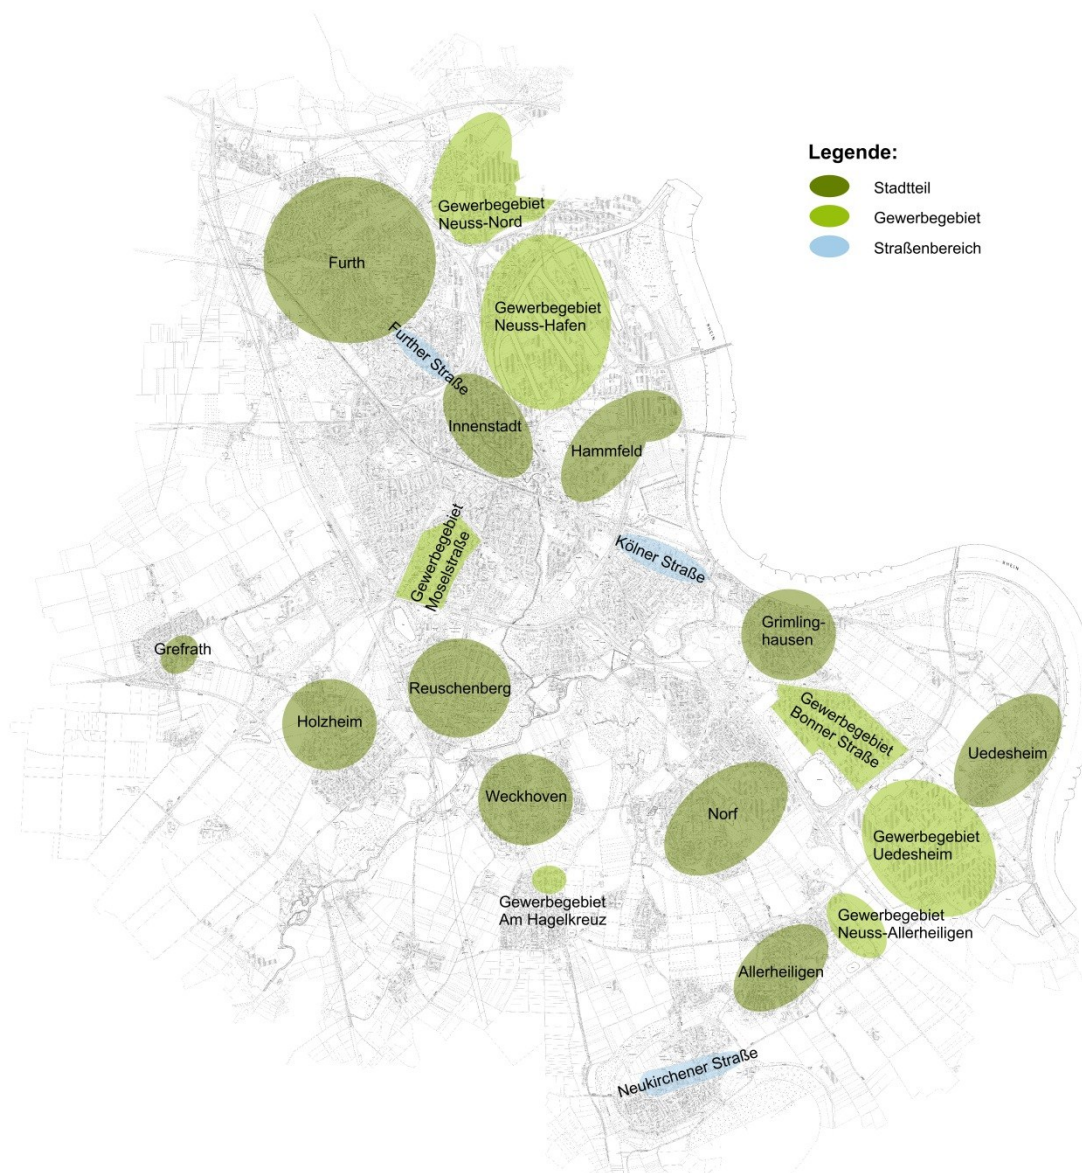 Legende:
Stadtteil
Gewerbegebiet
Straßenbereich
Gewerbegebiet
Neuss-Nord
Furth
Gewerbegebiet
Neuss-Hafen
RHEIN
Further Straße
Innenstadt
Hammfeld
Gewerbegebiet
Moselstraße
Kölner Straße
RHEIN
Grimling-
hausen
Grefrath
Reuschenberg
Holzheim
Gewerbegebiet
Bonner Straße
Uedesheim
Weckhoven
Norf
Gewerbegebiet
Uedesheim
Gewerbegebiet
Am Hagelkreuz
Gewerbegebiet
Neuss-Allerheiligen
Allerheiligen
Neukirchener Straße